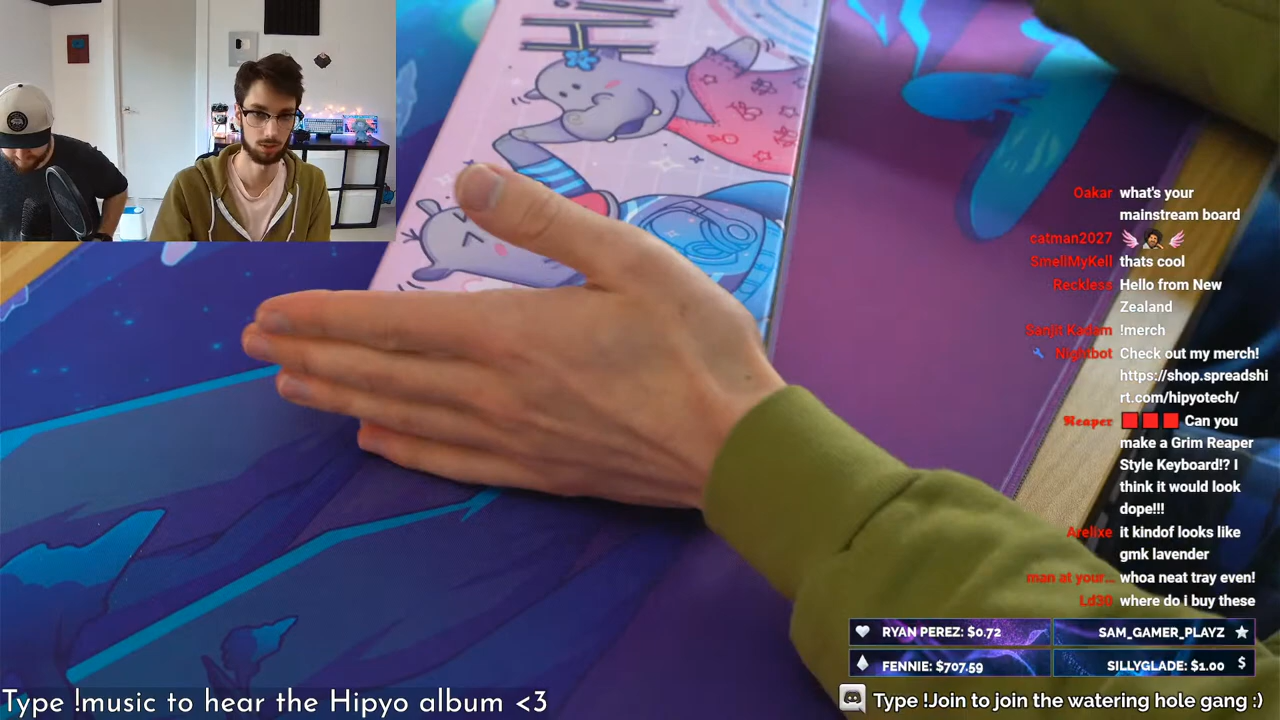 Oakar what's your
mainstream board
catman2027
SmellMyKell thats cool
Reckless Hello from New
Zealand
Sanjit Kadam !merch
Nightbot Check out my merch!
https://shop.spreadshi
rt.com/hipyotech/
Reaper Can you
make a Grim Reaper
Style Keyboard!? I
think it would look
dope!!!
Arelixe it kindof looks like
gmk lavender
man at your... whoa neat tray even!
Ld30 where do i buy these
RYAN PEREZ: $0.72
SAM_GAMER_PLAYZ
FENNIE: $707.59
SILLYGLADE: $1.00
Type !music to hear the Hipyo album <3
Type !Join to join the watering hole gang :)